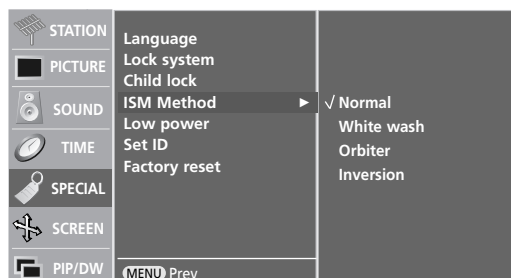 STATION
PICTURE
SOUND
TIME
SPECIAL
SCREEN
PIP/DW
Language
Lock system
Child lock
ISM Method ►
Low power
Set ID
Factory reset
MENU Prev
√ Normal
White wash
Orbiter
Inversion